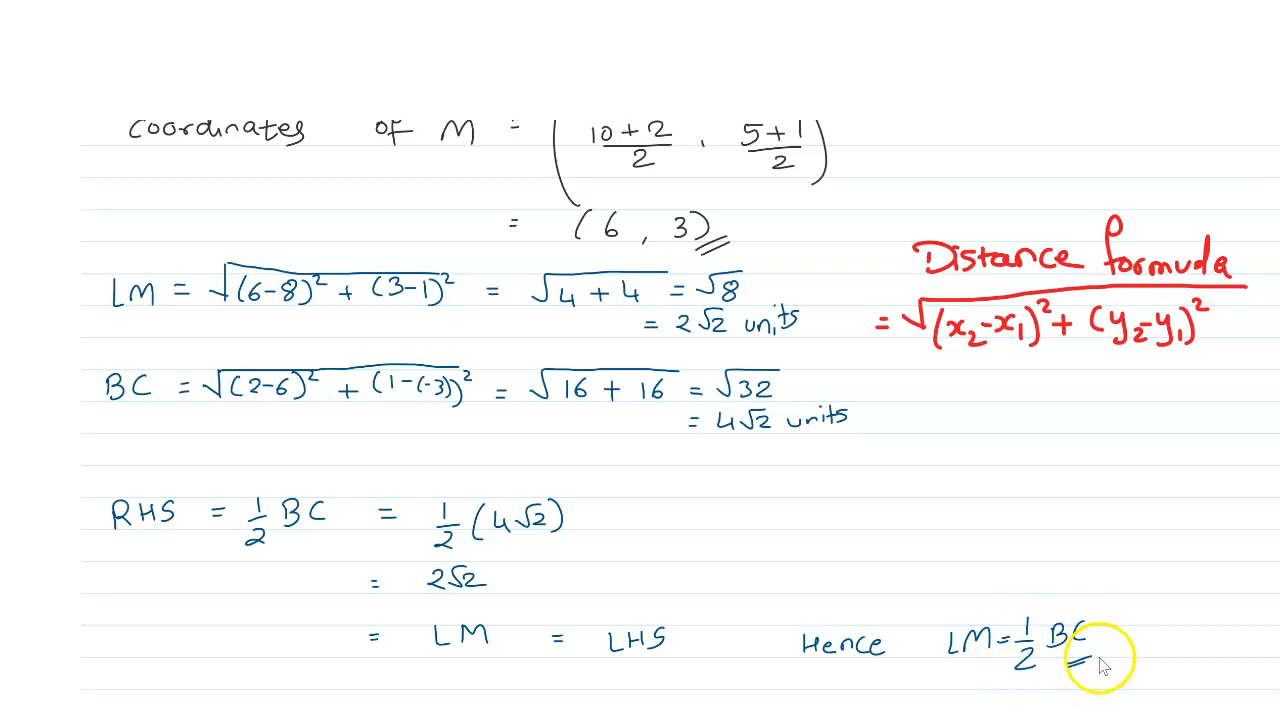 Coordinates of M = (10+2/2 , 5+1/2)
= (6 , 3)
Distance formula
= √(x₂-x₁)² + (y₂-y₁)²
LM = √(6-8)² + (3-1)² = √4 + 4 = √8
= 2√2 units
BC = √(2-6)² + (1-(-3))² = √16 + 16 = √32
= 4√2 units
RHS = 1/2 BC = 1/2 (4√2)
= 2√2
= LM = LHS Hence LM = 1/2 BC